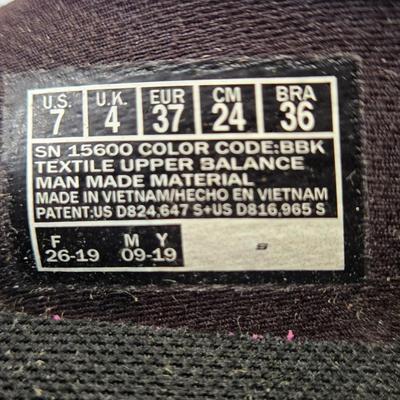 U.S. U.K. EUR CM BRA
7 4 37 24 36
SN 15600 COLOR CODE:BBK
TEXTILE UPPER BALANCE
MAN MADE MATERIAL
MADE IN VIETNAM/HECHO EN VIETNAM
PATENT:US D824,647 S+US D816,965 S
F M Y
26-19 09-19